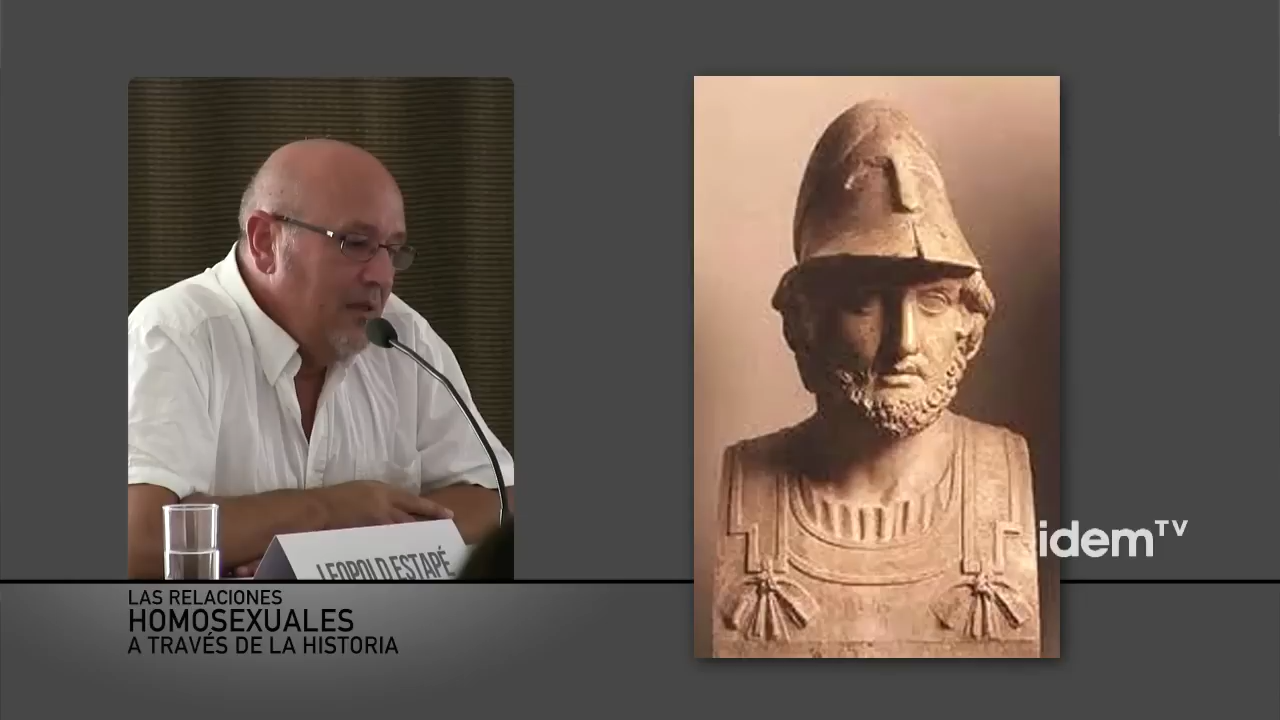 LEOPOLD ESTAPÉ
idemTV
LAS RELACIONES
HOMOSEXUALES
A TRAVÉS DE LA HISTORIA